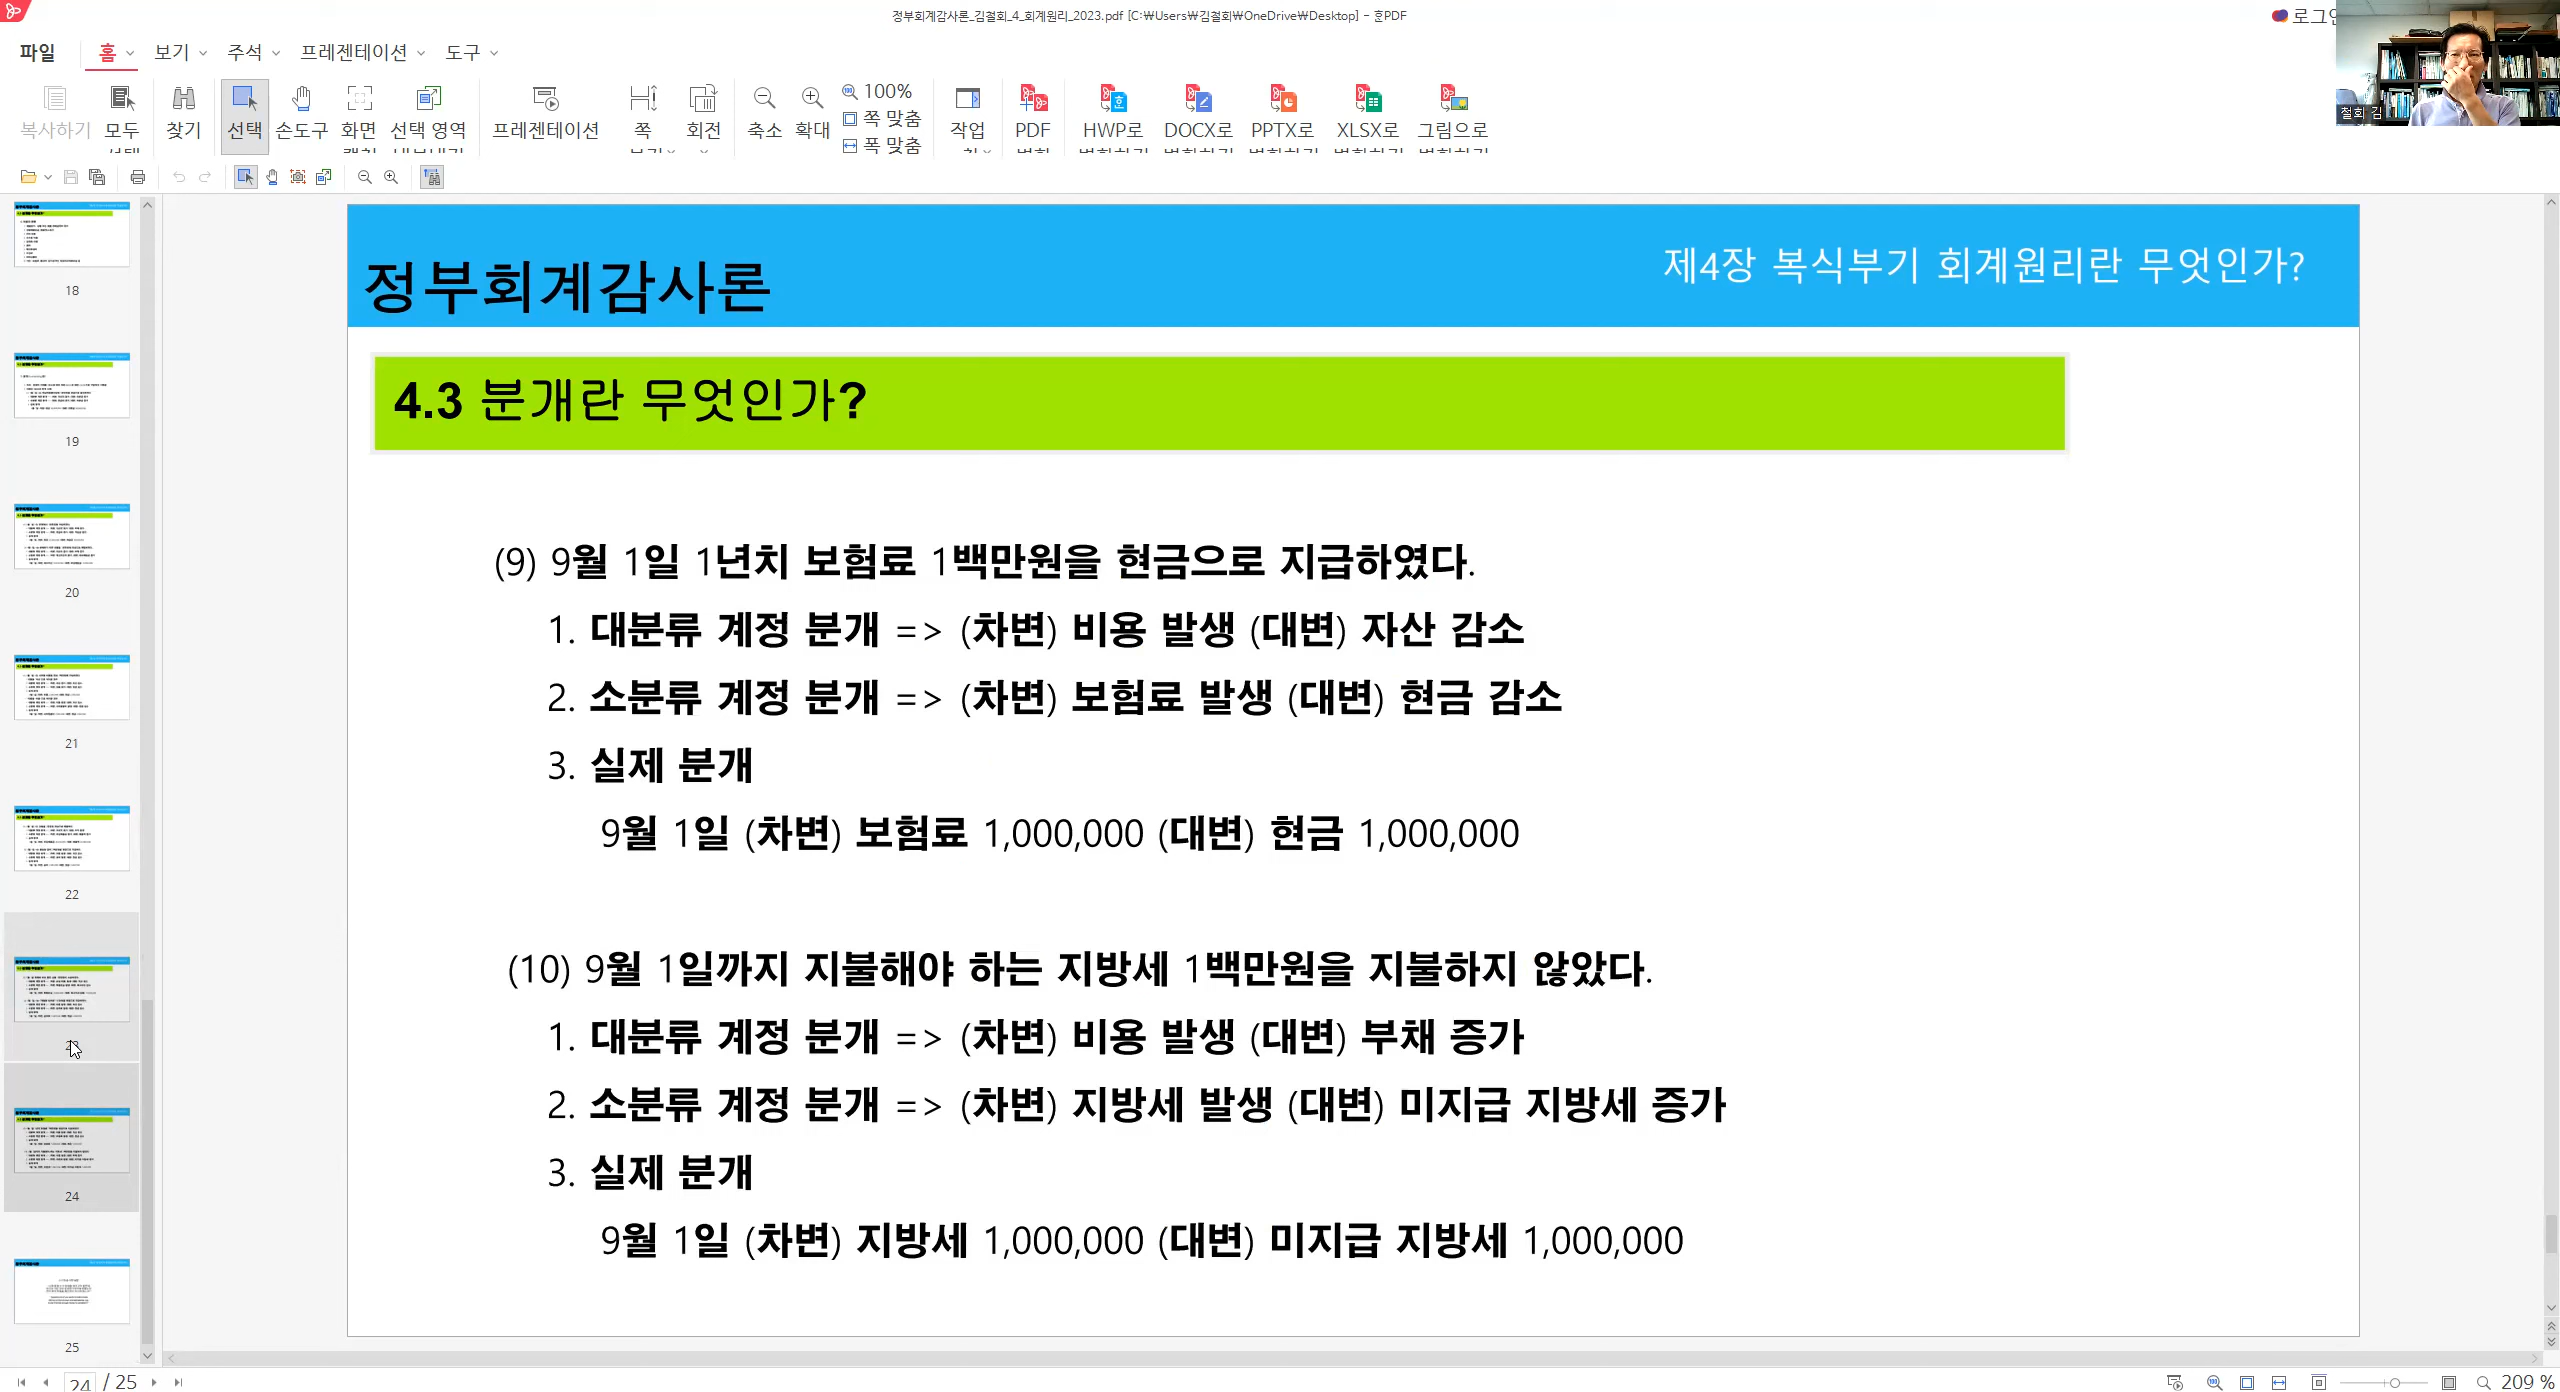 정부회계감사론_김철회_4_회계원리_2023.pdf [C:₩Users₩김철회₩OneDrive₩Desktop] - 훈PDF
로그인
파일 홈 보기 주석 프레젠테이션 도구
복사하기 모두 찾기 선택 손도구 화면 선택 영역 프레젠테이션 쪽 회전 축소 확대 100% 쪽 맞춤 폭 맞춤 작업 PDF HWP로 DOCX로 PPTX로 XLSX로 그림으로
철회 김
정부회계감사론
제4장 복식부기 회계원리란 무엇인가?
4.3 분개란 무엇인가?
(9) 9월 1일 1년치 보험료 1백만원을 현금으로 지급하였다.
1. 대분류 계정 분개 => (차변) 비용 발생 (대변) 자산 감소
2. 소분류 계정 분개 => (차변) 보험료 발생 (대변) 현금 감소
3. 실제 분개
9월 1일 (차변) 보험료 1,000,000 (대변) 현금 1,000,000
(10) 9월 1일까지 지불해야 하는 지방세 1백만원을 지불하지 않았다.
1. 대분류 계정 분개 => (차변) 비용 발생 (대변) 부채 증가
2. 소분류 계정 분개 => (차변) 지방세 발생 (대변) 미지급 지방세 증가
3. 실제 분개
9월 1일 (차변) 지방세 1,000,000 (대변) 미지급 지방세 1,000,000
18
19
20
21
22
24
25
24 / 25
209 %